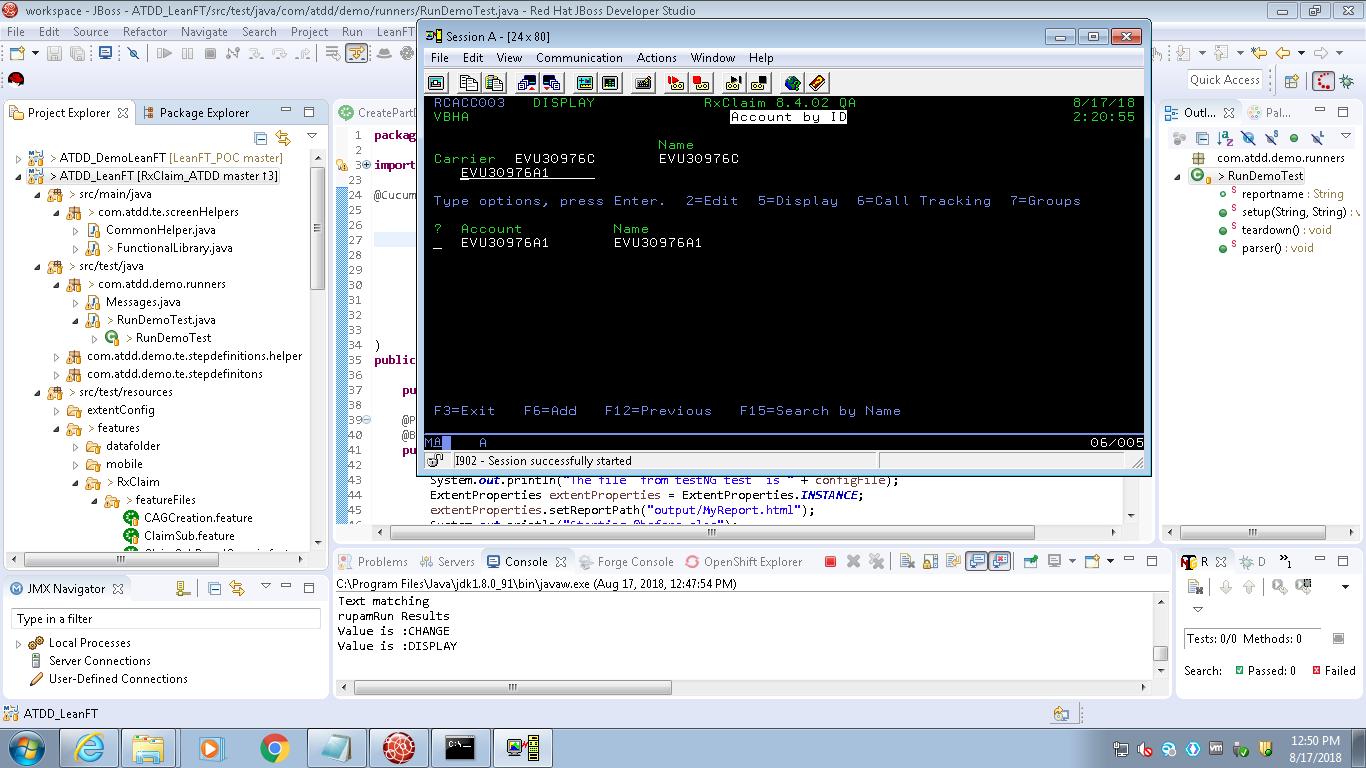 workspace - JBoss - ATDD_LeanFT/src/test/java/com/atdd/demo/runners/RunDemoTest.java - Red Hat JBoss Developer Studio
File Edit Source Refactor Navigate Search Project Run LeanFT
Quick Access
Project Explorer
Package Explorer
> ATDD_DemoLeanFT [LeanFT_POC master]
> ATDD_LeanFT [RxClaim_ATDD master ↑3]
> src/main/java
> com.atdd.te.screenHelpers
CommonHelper.java
> FunctionalLibrary.java
> src/test/java
> com.atdd.demo.runners
Messages.java
> RunDemoTest.java
> RunDemoTest
com.atdd.demo.te.stepdefinitions.helper
com.atdd.demo.te.stepdefinitons
> src/test/resources
extentConfig
> features
datafolder
mobile
> RxClaim
> featureFiles
CAGCreation.feature
ClaimSub.feature
CreatePartD
1 packag
3 import
23
24 @Cucum
25
26
27
28
29
30
31
32
33
34 )
35 public
36
37 pu
38
39 @P
40 @B
41 pu
42
43 System.out.println("The file from testNG test is " + configFile);
44 ExtentProperties extentProperties = ExtentProperties.INSTANCE;
45 extentProperties.setReportPath("output/MyReport.html");
46 System.out.println("Starting @before clas");
Session A - [24 x 80]
File Edit View Communication Actions Window Help
RCACC003 DISPLAY RxClaim 8.4.02 QA 8/17/18
VBHA Account by ID 2:20:55
Name
Carrier EVU30976C EVU30976C
EVU30976A1
Type options, press Enter. 2=Edit 5=Display 6=Call Tracking 7=Groups
? Account Name
EVU30976A1 EVU30976A1
F3=Exit F6=Add F12=Previous F15=Search by Name
MA A 06/005
I902 - Session successfully started
Outl...
Pal...
com.atdd.demo.runners
> RunDemoTest
reportname : String
setup(String, String) : v
teardown() : void
parser() : void
JMX Navigator
Type in a filter
Local Processes
Server Connections
User-Defined Connections
Problems Servers Console Forge Console OpenShift Explorer
C:\Program Files\Java\jdk1.8.0_91\bin\javaw.exe (Aug 17, 2018, 12:47:54 PM)
Text matching
rupamRun Results
Value is :CHANGE
Value is :DISPLAY
R D »1
Tests: 0/0 Methods: 0
Search: Passed: 0 Failed
ATDD_LeanFT
12:50 PM
8/17/2018